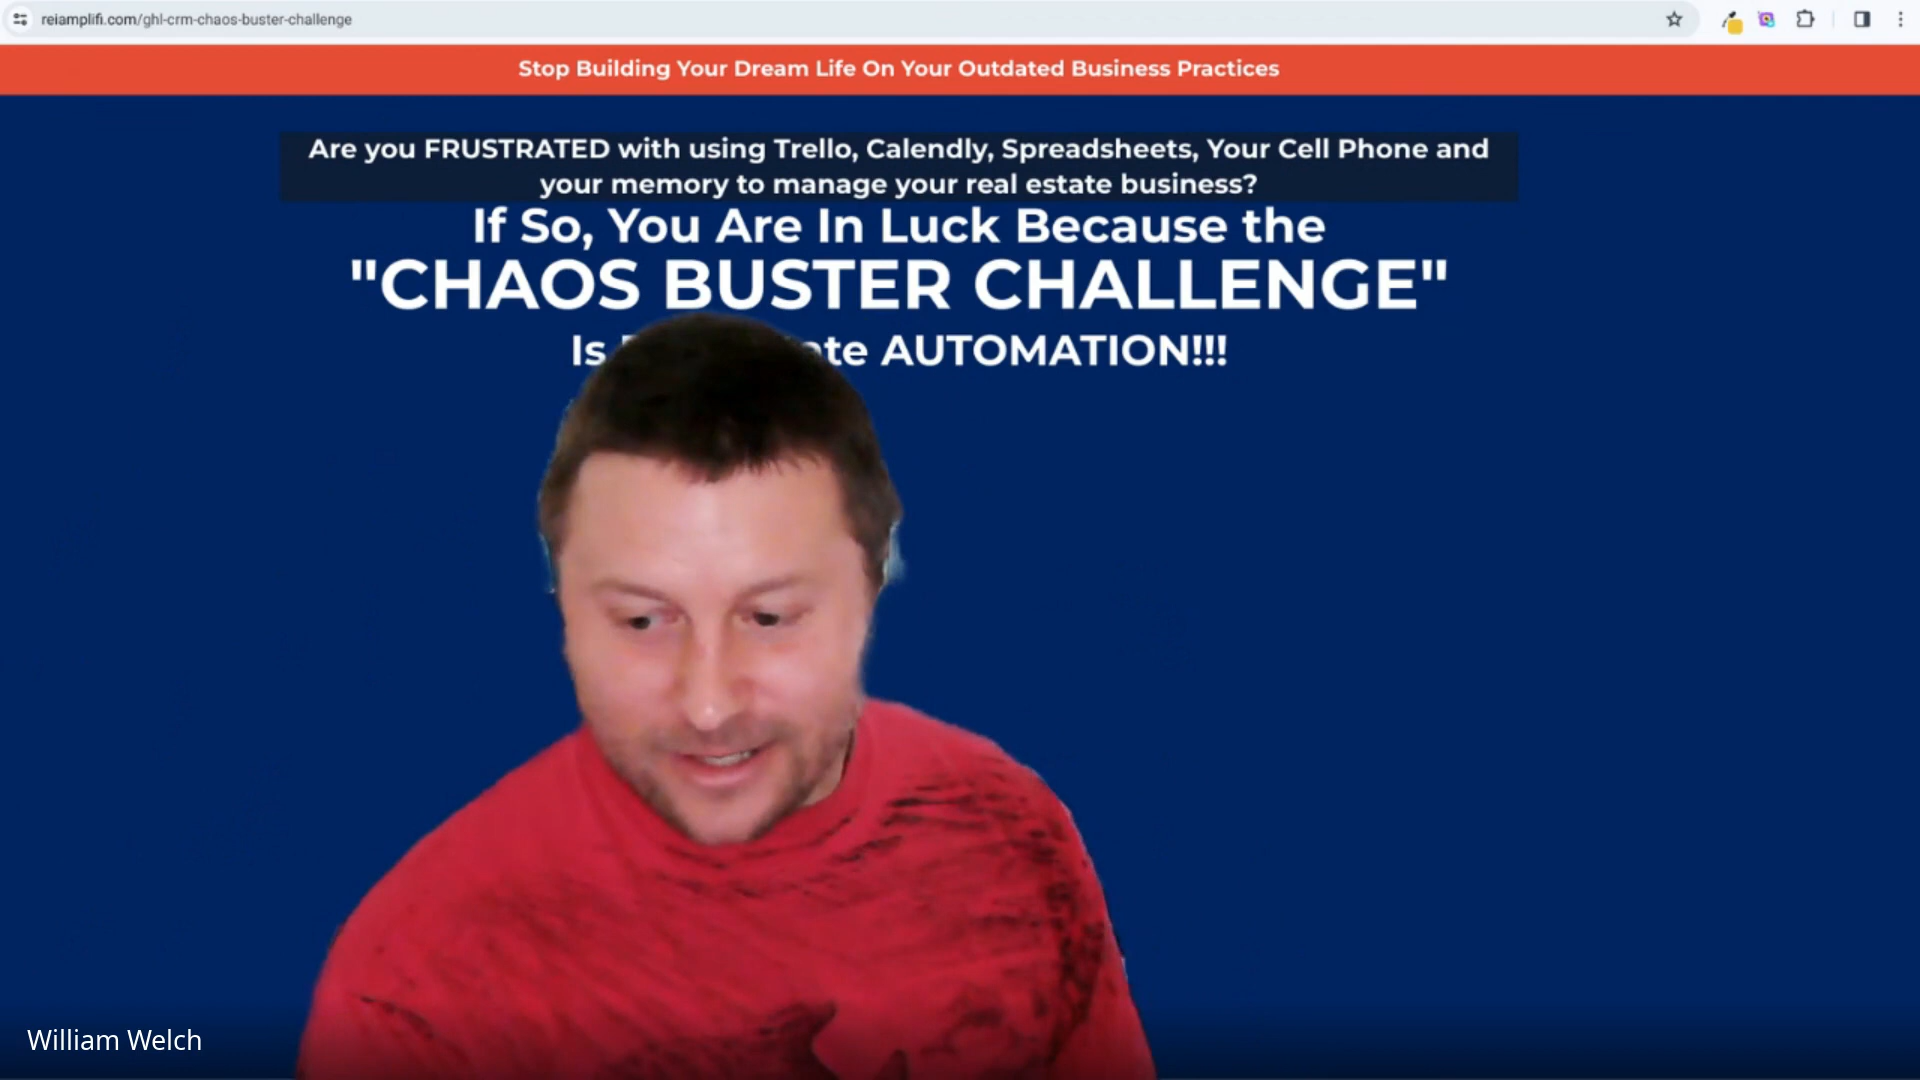 reiamplifi.com/ghl-crm-chaos-buster-challenge
Stop Building Your Dream Life On Your Outdated Business Practices
Are you FRUSTRATED with using Trello, Calendly, Spreadsheets, Your Cell Phone and
your memory to manage your real estate business?
If So, You Are In Luck Because the
"CHAOS BUSTER CHALLENGE"
Is AUTOMATION!!!
William Welch